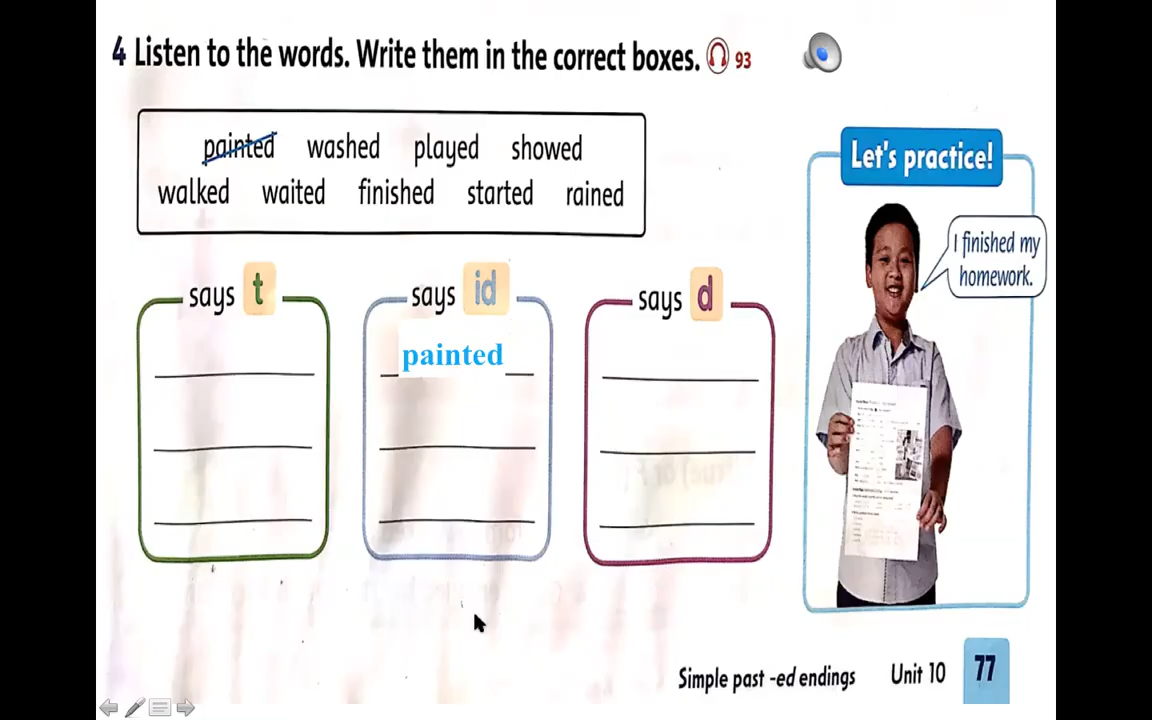 4 Listen to the words. Write them in the correct boxes. 93
painted washed played showed
walked waited finished started rained
Let's practice!
I finished my
homework.
says t
says id
says d
painted
Simple past -ed endings Unit 10 77